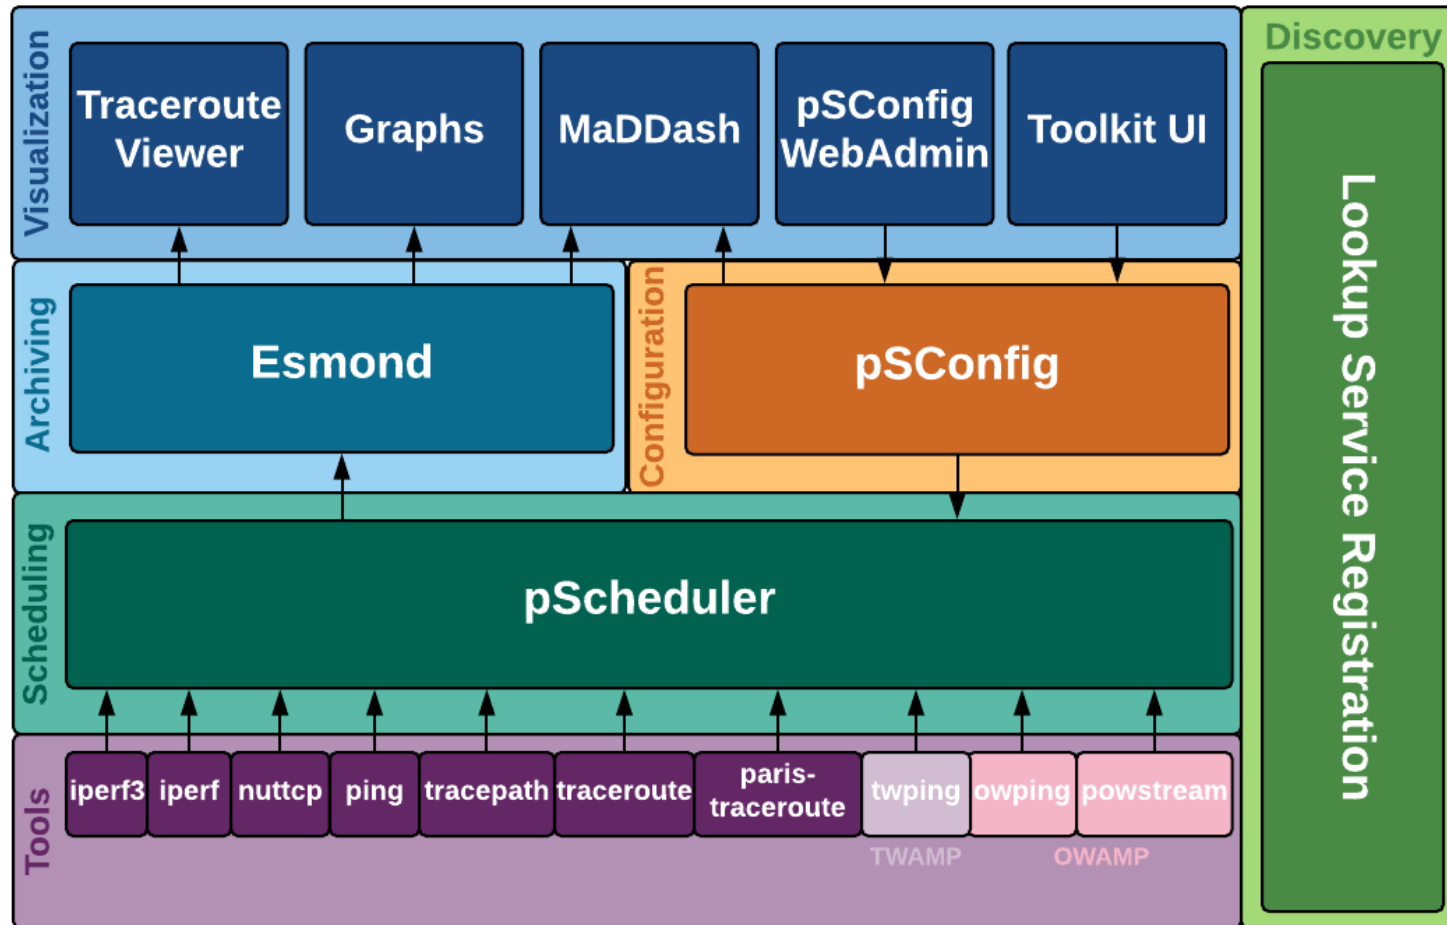 Visualization
Traceroute
Viewer
Graphs
MaDDash
pSConfig
WebAdmin
Toolkit UI
Discovery
Lookup Service Registration
Archiving
Esmond
Configuration
pSConfig
Scheduling
pScheduler
Tools
iperf3
iperf
nuttcp
ping
tracepath
traceroute
paris-
traceroute
twping
owping
powstream
TWAMP
OWAMP